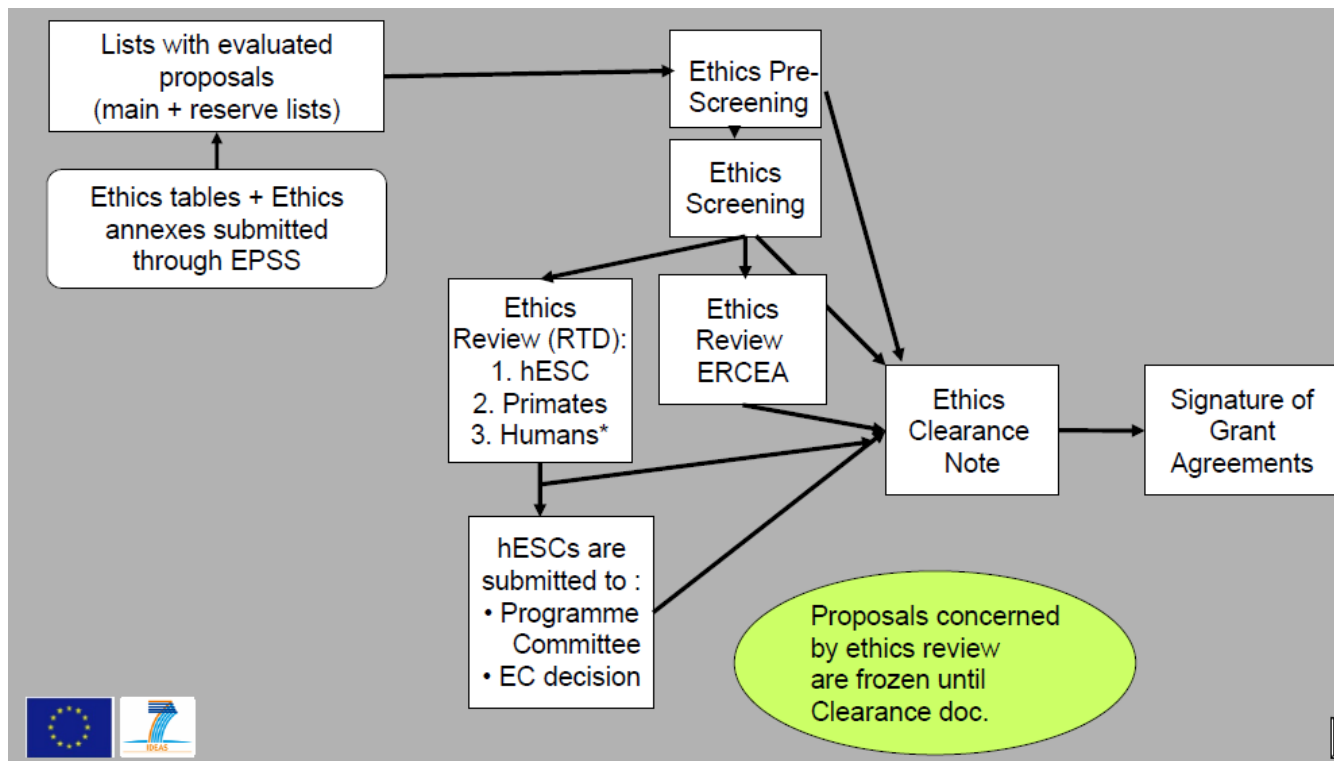 Lists with evaluated
proposals
(main + reserve lists)
Ethics tables + Ethics
annexes submitted
through EPSS
Ethics Pre-
Screening
Ethics
Screening
Ethics
Review (RTD):
1. hESC
2. Primates
3. Humans*
Ethics
Review
ERCEA
hESCs are
submitted to :
• Programme
Committee
• EC decision
Ethics
Clearance
Note
Signature of
Grant
Agreements
Proposals concerned
by ethics review
are frozen until
Clearance doc.
7
IDEAS